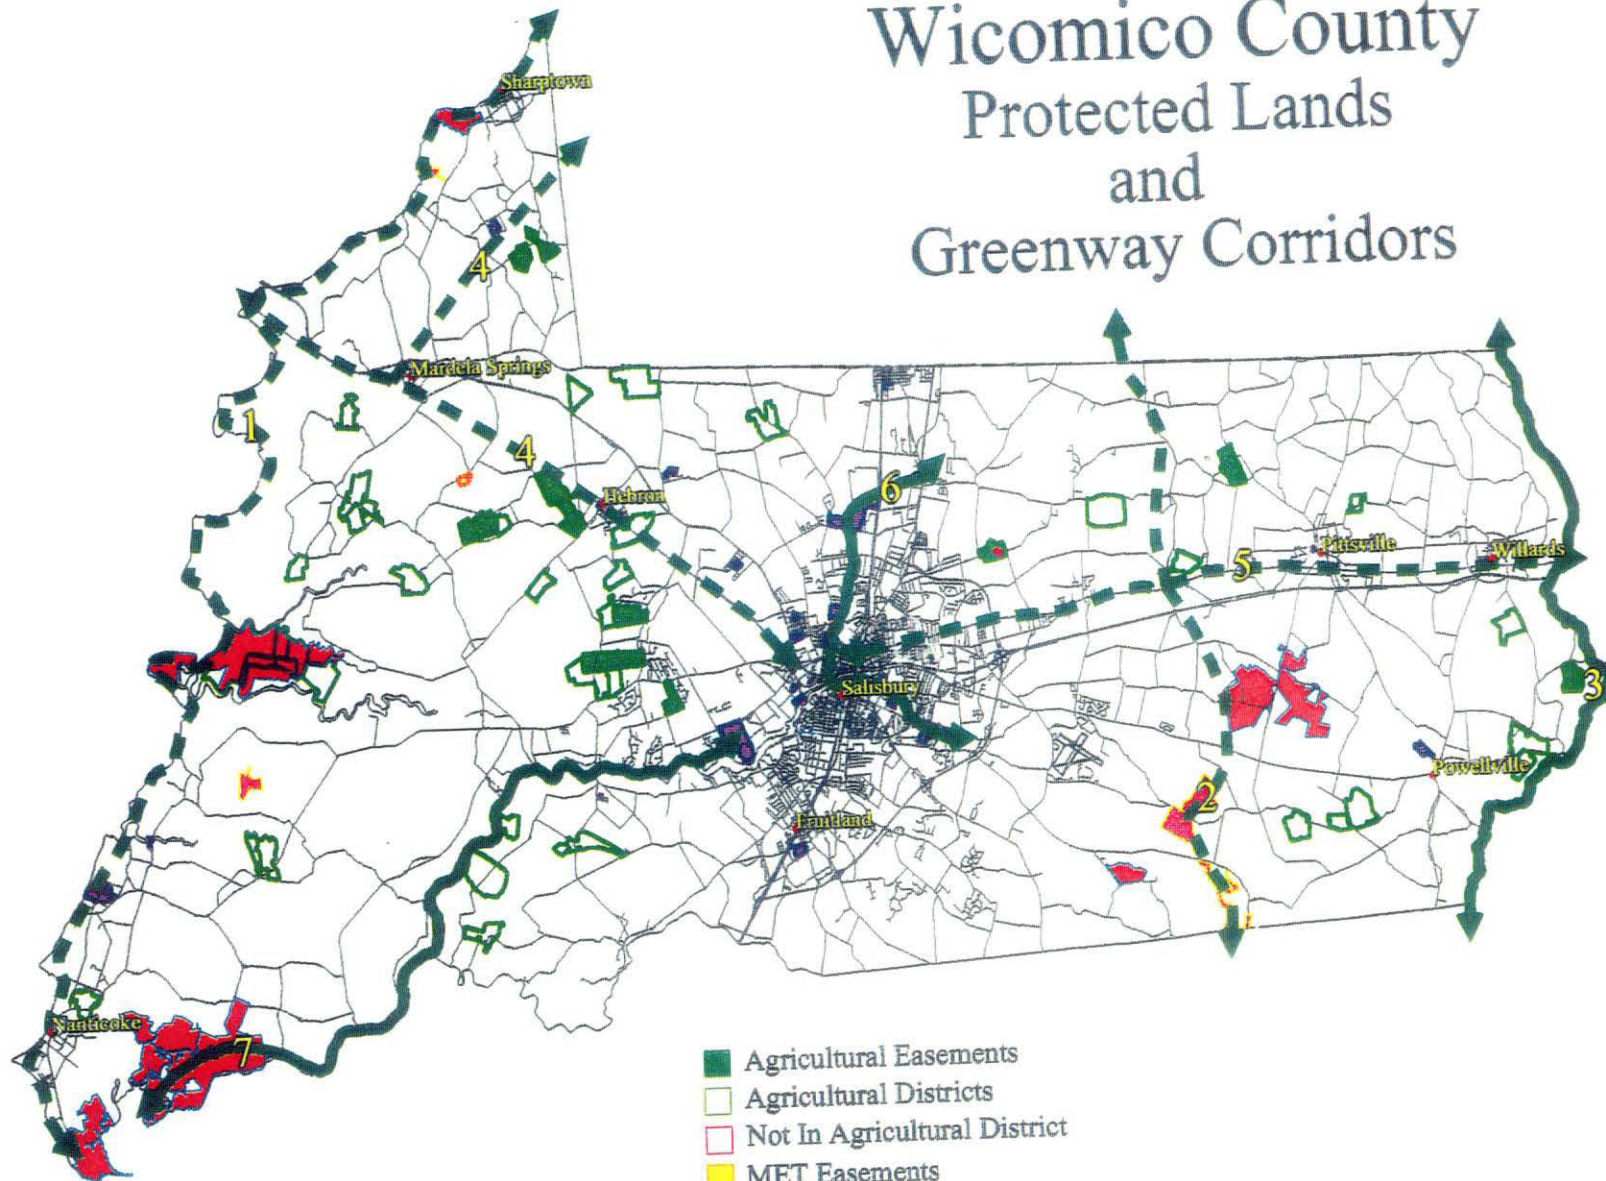 Wicomico County
Protected Lands
and
Greenway Corridors
Sharptown
4
Mardela Springs
1
4
Hebron
6
Pittsville
Willards
5
Salisbury
3
Powellville
2
Fruitland
Nanticoke
7
Agricultural Easements
Agricultural Districts
Not In Agricultural District
MET Easements